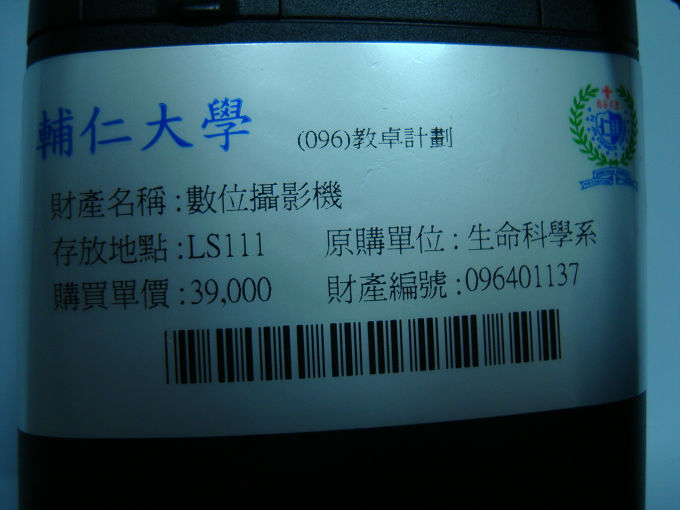 輔仁大學 (096)教卓計劃
財產名稱:數位攝影機
存放地點:LS111 原購單位:生命科學系
購買單價:39,000 財產編號:096401137